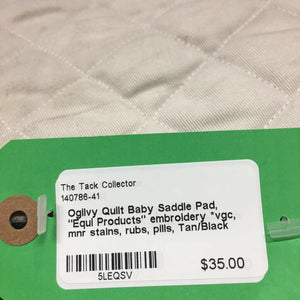 The Tack Collector
140786-41
Ogilvy Quilt Baby Saddle Pad,
"Equi Products" embroidery *vgc,
mnr stains, rubs, pills, Tan/Black
5LEQSV
$35.00